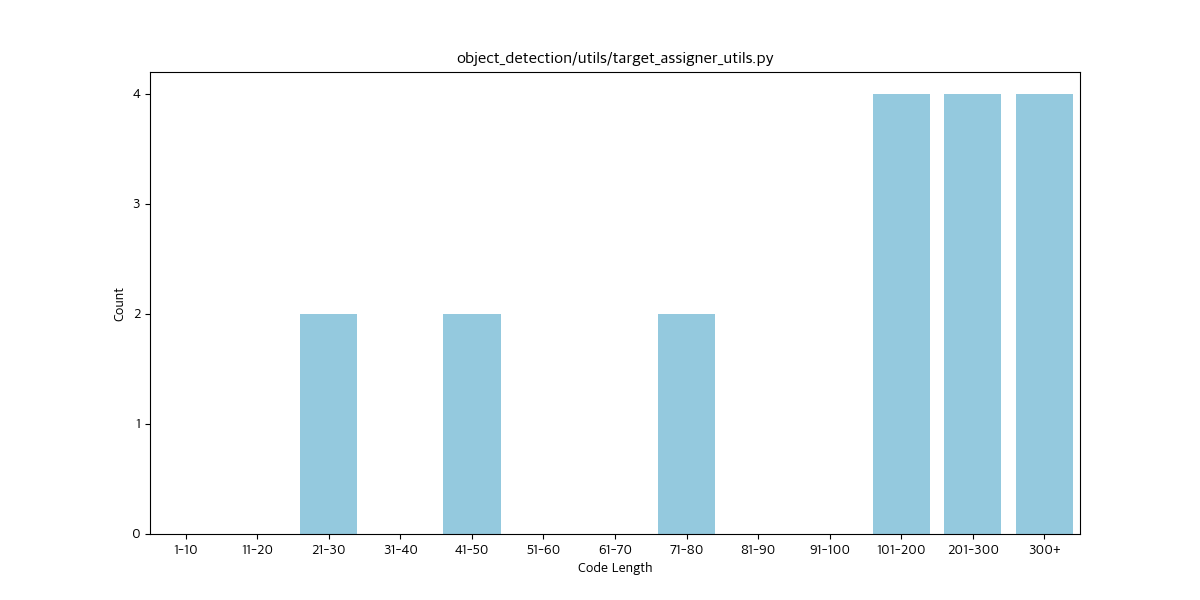 object_detection/utils/target_assigner_utils.py
4
3
2
1
0
Count
1-10 11-20 21-30 31-40 41-50 51-60 61-70 71-80 81-90 91-100 101-200 201-300 300+
Code Length